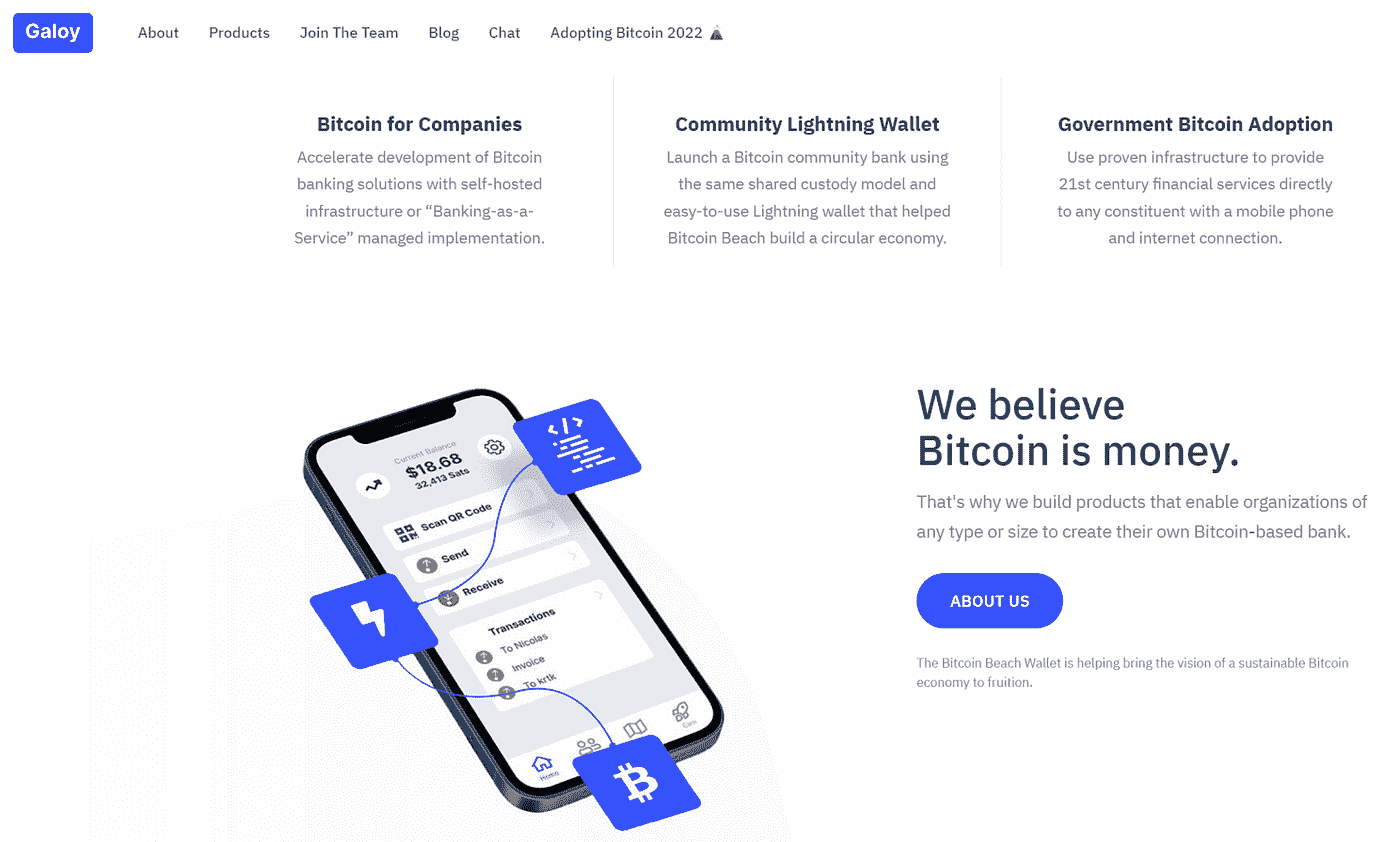 Galoy
About
Products
Join The Team
Blog
Chat
Adopting Bitcoin 2022
Bitcoin for Companies
Accelerate development of Bitcoin
banking solutions with self-hosted
infrastructure or “Banking-as-a-
Service” managed implementation.
Community Lightning Wallet
Launch a Bitcoin community bank using
the same shared custody model and
easy-to-use Lightning wallet that helped
Bitcoin Beach build a circular economy.
Government Bitcoin Adoption
Use proven infrastructure to provide
21st century financial services directly
to any constituent with a mobile phone
and internet connection.
Current Balance
$18.68
32,413 Sats
Scan QR Code
Send
Receive
Transactions
To Nicolas
Invoice
To krtk
Home
Earn
We believe
Bitcoin is money.
That's why we build products that enable organizations of
any type or size to create their own Bitcoin-based bank.
ABOUT US
The Bitcoin Beach Wallet is helping bring the vision of a sustainable Bitcoin
economy to fruition.